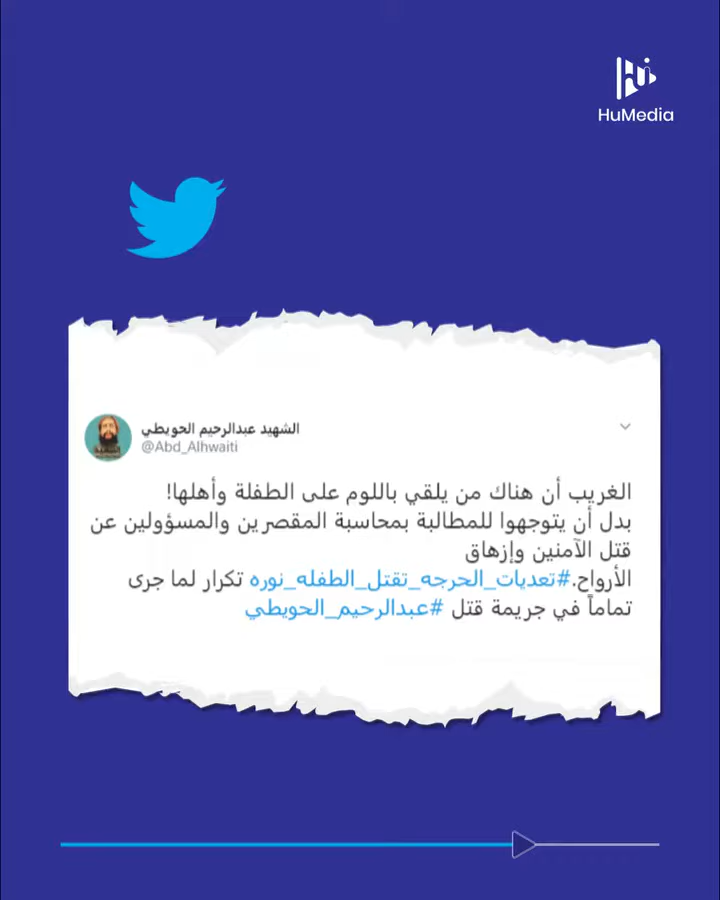 HuMedia
الشهيد عبدالرحيم الحويطي
@Abd_Alhwaiti
الغريب أن هناك من يلقي باللوم على الطفلة وأهلها!
بدل أن يتوجهوا للمطالبة بمحاسبة المقصرين والمسؤولين عن
قتل الآمنين وإزهاق
الأرواح.#تعديات_الحرجه_تقتل_الطفله_نوره تكرار لما جرى
تماماً في جريمة قتل #عبدالرحيم_الحويطي